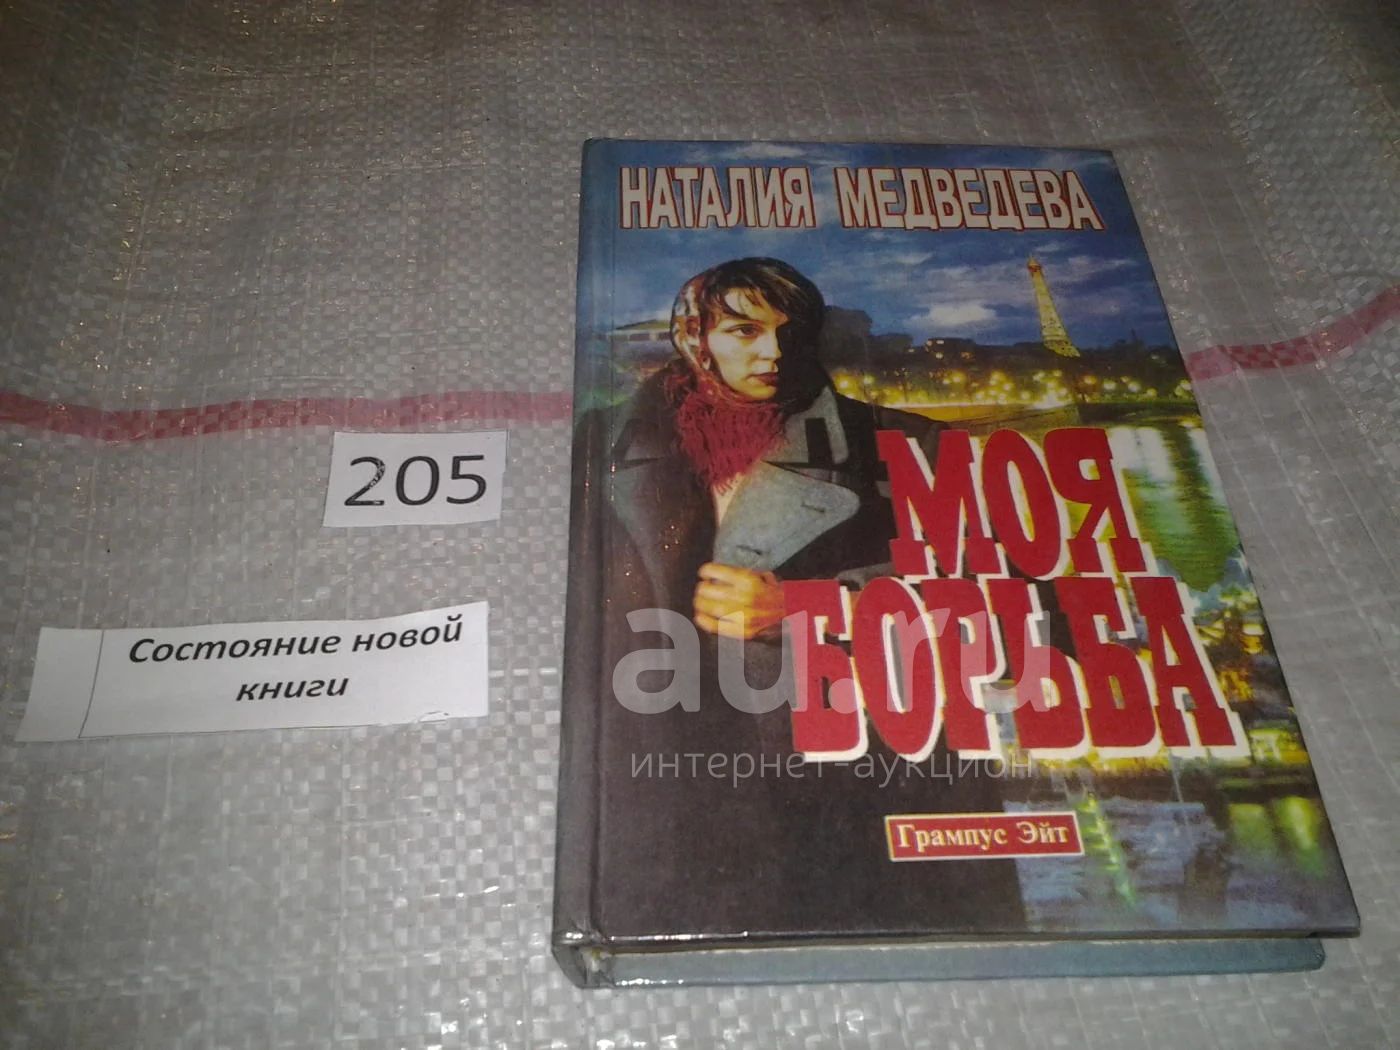 НАТАЛИЯ МЕДВЕДЕВА
МОЯ
БОРЬБА
Грампус Эйт
205
Состояние новой
книги
au.ru
интернет-аукцион